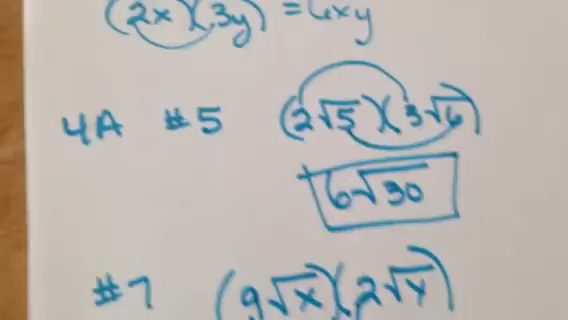 (2x)(3y) = 6xy
4A #5 (2√5)(3√6)
6√30
#7 (9√x)(2√y)